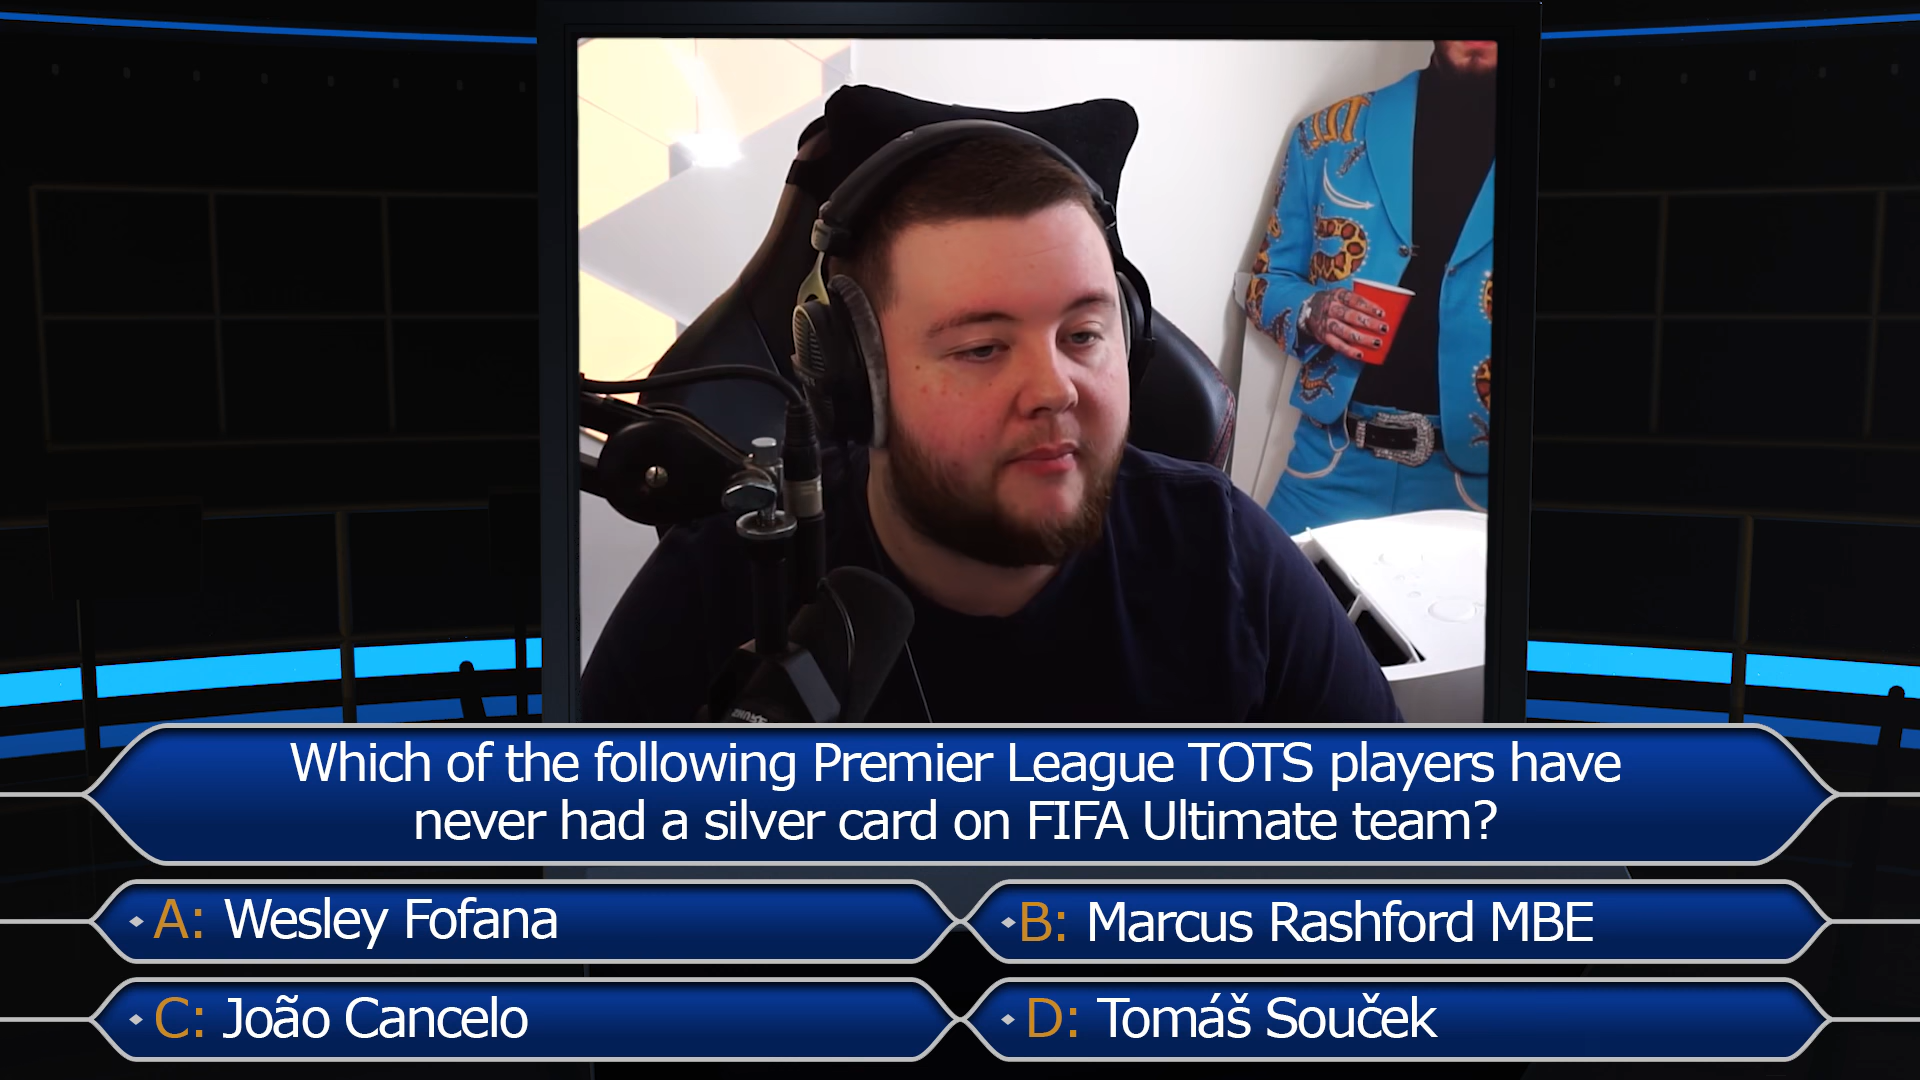 Which of the following Premier League TOTS players have
never had a silver card on FIFA Ultimate team?
A: Wesley Fofana
B: Marcus Rashford MBE
C: João Cancelo
D: Tomáš Souček